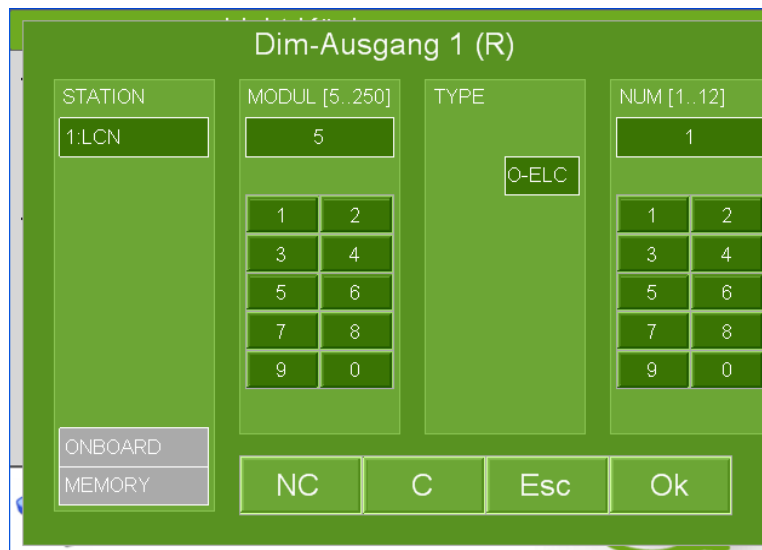 Dim-Ausgang 1 (R)
STATION
1:LCN
MODUL [5..250]
5
1 2
3 4
5 6
7 8
9 0
TYPE
O-ELC
NUM [1..12]
1
1 2
3 4
5 6
7 8
9 0
ONBOARD
MEMORY
NC C Esc Ok